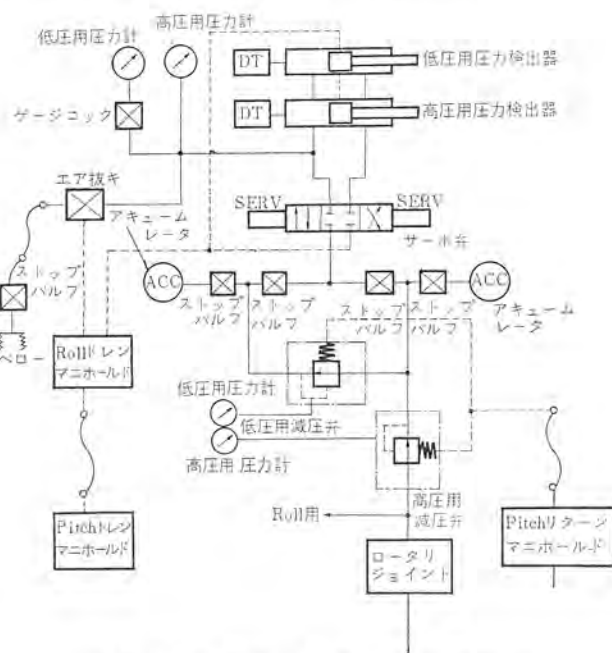 低圧用圧力計
高圧用圧力計
DT
低圧用圧力検出器
DT
高圧用圧力検出器
ゲージコック
エア抜キ
SERV
SERV
サーボ弁
アキューム
レータ
ACC
ACC
ストップ
バルブ
ストップ
バルブ
ストップ
バルブ
ストップ
バルブ
ストップ
バルブ
アキューム
レータ
ベロー
Rollドレン
マニホールド
低圧用圧力計
低圧用減圧弁
高圧用圧力計
高圧用
減圧弁
Roll用
Pitchドレン
マニホールド
ロータリ
ジョイント
Pitchリターン
マニホールド